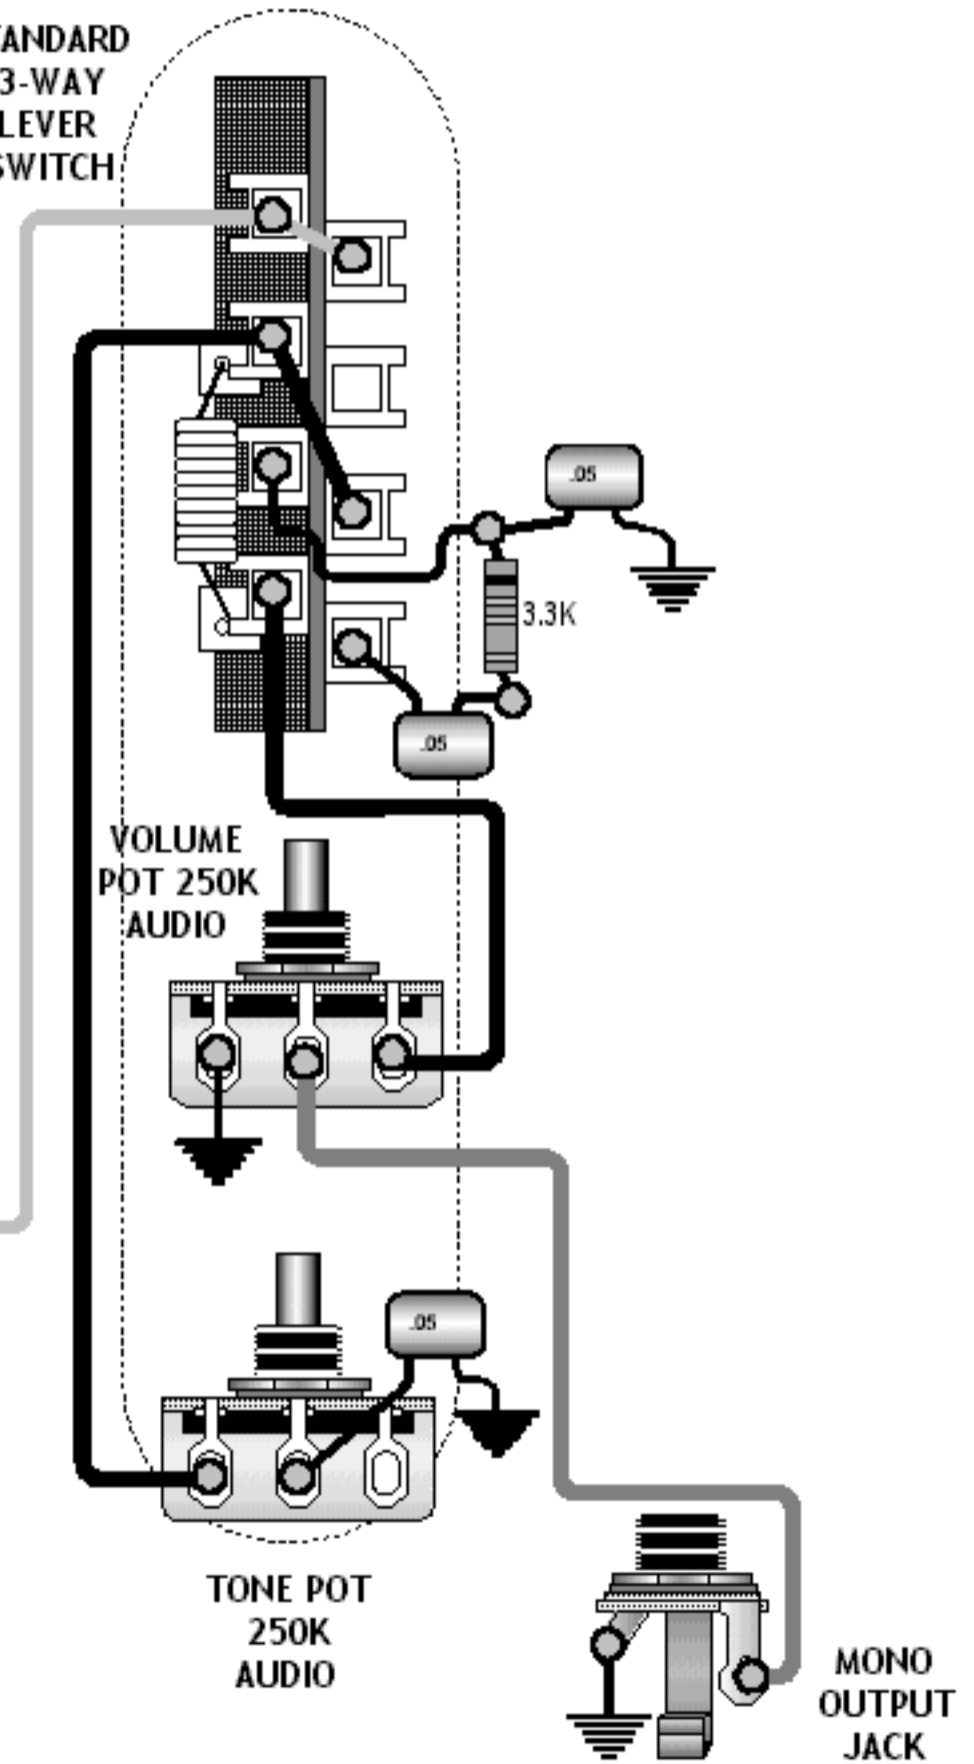 TANDARD
3-WAY
LEVER
SWITCH
.05
3.3K
.05
VOLUME
POT 250K
AUDIO
.05
TONE POT
250K
AUDIO
MONO
OUTPUT
JACK